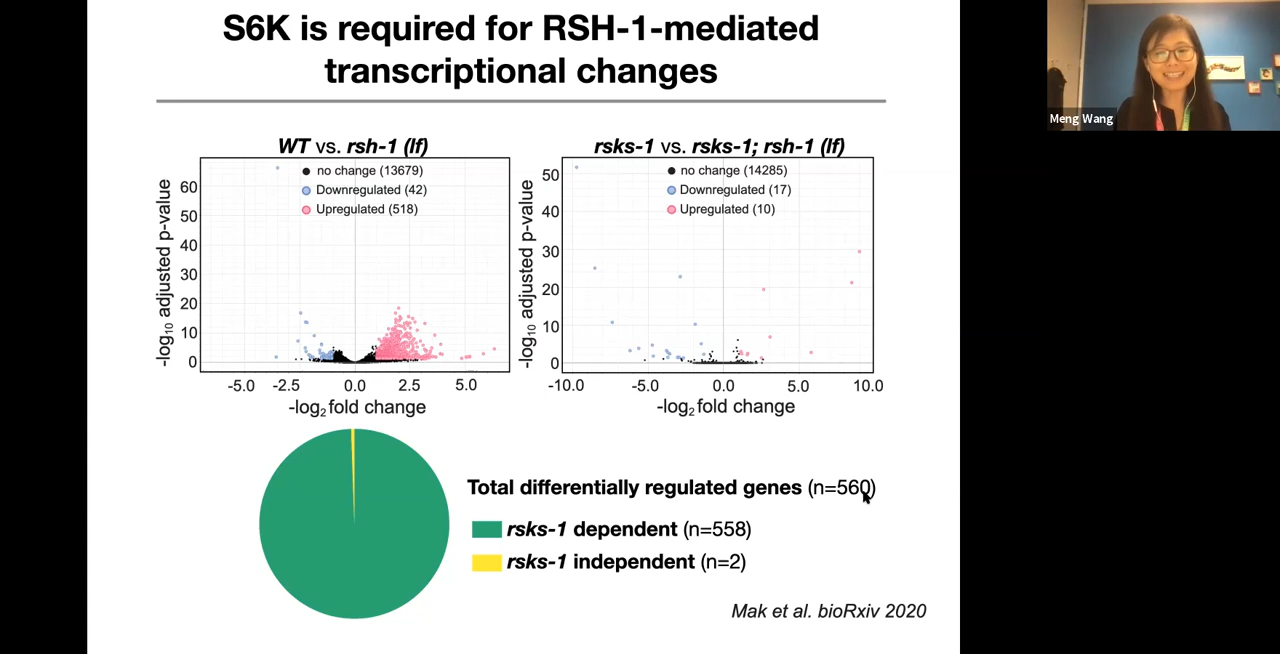 S6K is required for RSH-1-mediated
transcriptional changes
Meng Wang
WT vs. rsh-1 (lf)
no change (13679)
Downregulated (42)
Upregulated (518)
-log10 adjusted p-value
60
50
40
30
20
10
0
-5.0 -2.5 0.0 2.5 5.0
-log2 fold change
rsks-1 vs. rsks-1; rsh-1 (lf)
no change (14285)
Downregulated (17)
Upregulated (10)
-log10 adjusted p-value
50
40
30
20
10
0
-10.0 -5.0 0.0 5.0 10.0
-log2 fold change
Total differentially regulated genes (n=560)
rsks-1 dependent (n=558)
rsks-1 independent (n=2)
Mak et al. bioRxiv 2020